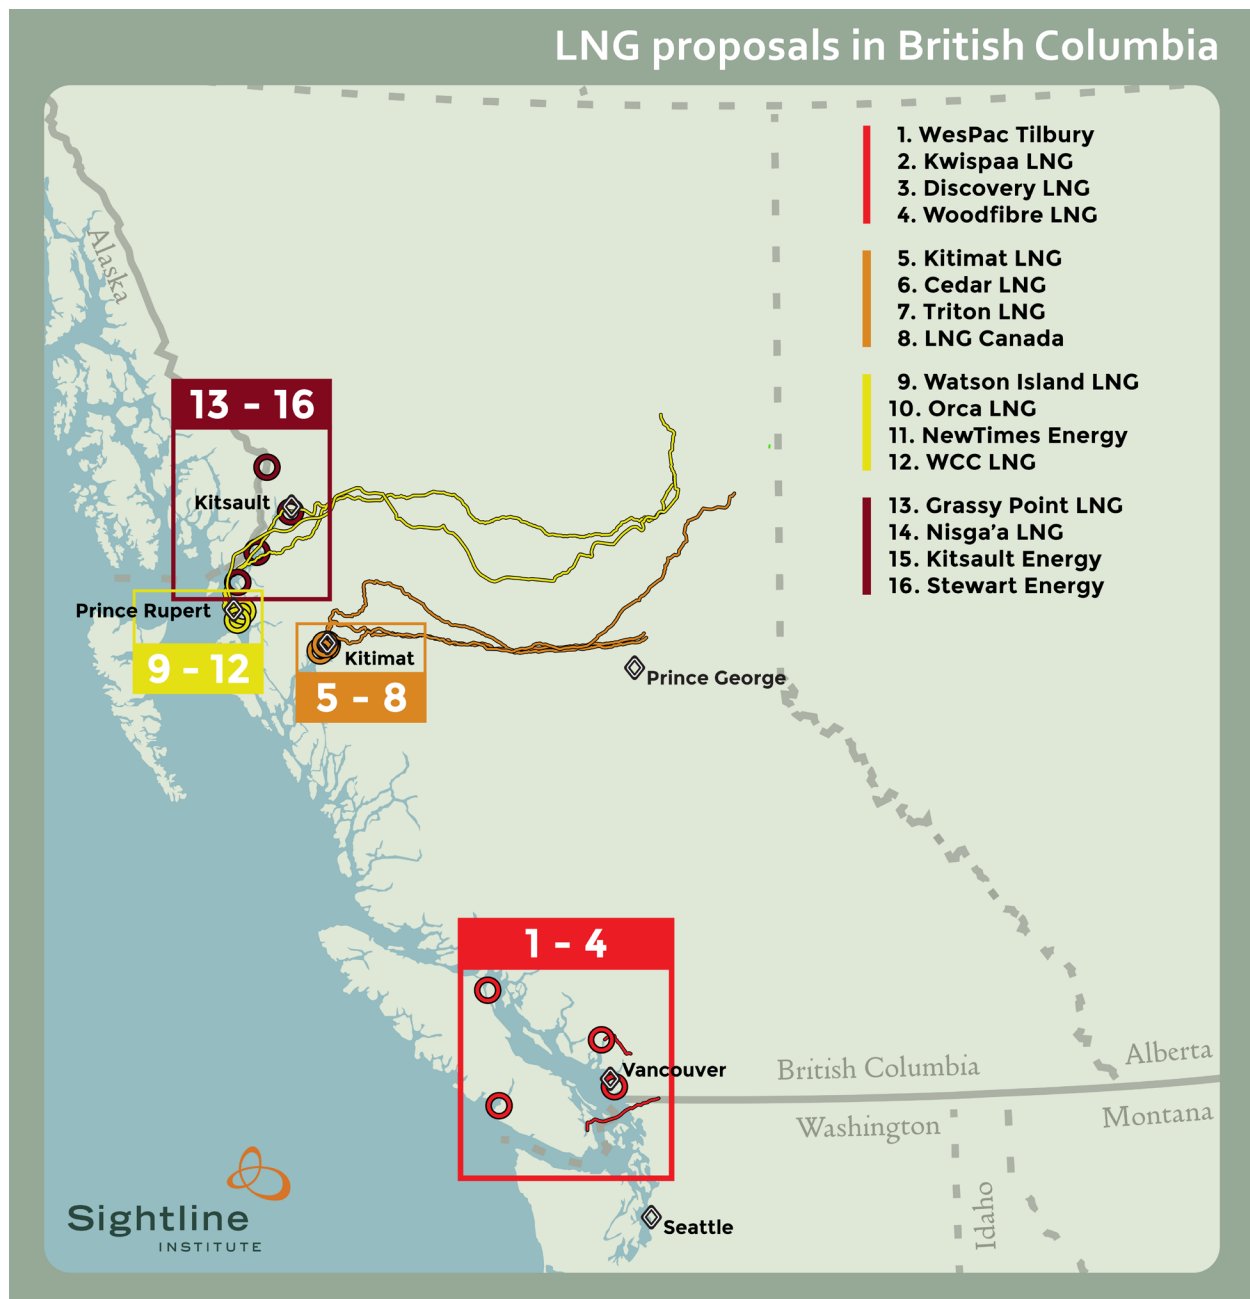 LNG proposals in British Columbia
1. WesPac Tilbury
2. Kwispaa LNG
3. Discovery LNG
4. Woodfibre LNG
5. Kitimat LNG
6. Cedar LNG
7. Triton LNG
8. LNG Canada
9. Watson Island LNG
10. Orca LNG
11. NewTimes Energy
12. WCC LNG
13. Grassy Point LNG
14. Nisga’a LNG
15. Kitsault Energy
16. Stewart Energy
Alaska
13 - 16
Kitsault
Prince Rupert
9 - 12
Kitimat
5 - 8
Prince George
1 - 4
Vancouver
British Columbia
Alberta
Washington
Montana
Idaho
Seattle
Sightline
INSTITUTE